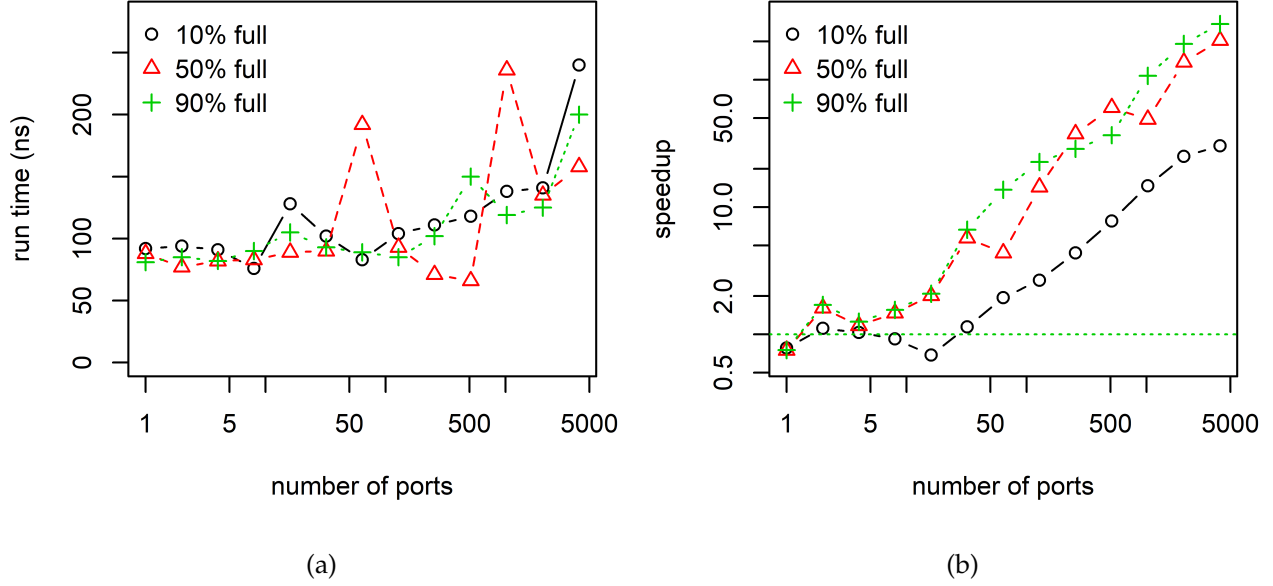 10% full
50% full
90% full
run time (ns)
200
100
50
0
1 5 50 500 5000
number of ports
(a)
10% full
50% full
90% full
speedup
50.0
10.0
2.0
0.5
1 5 50 500 5000
number of ports
(b)